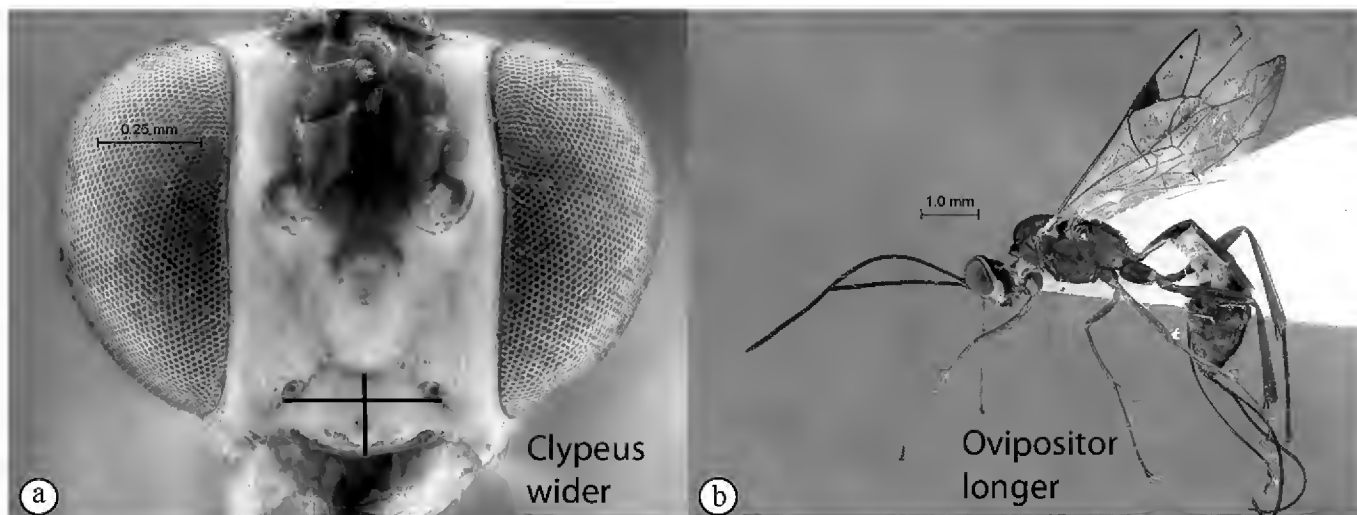 0.25 mm
Clypeus
wider
a
1.0 mm
Ovipositor
longer
b